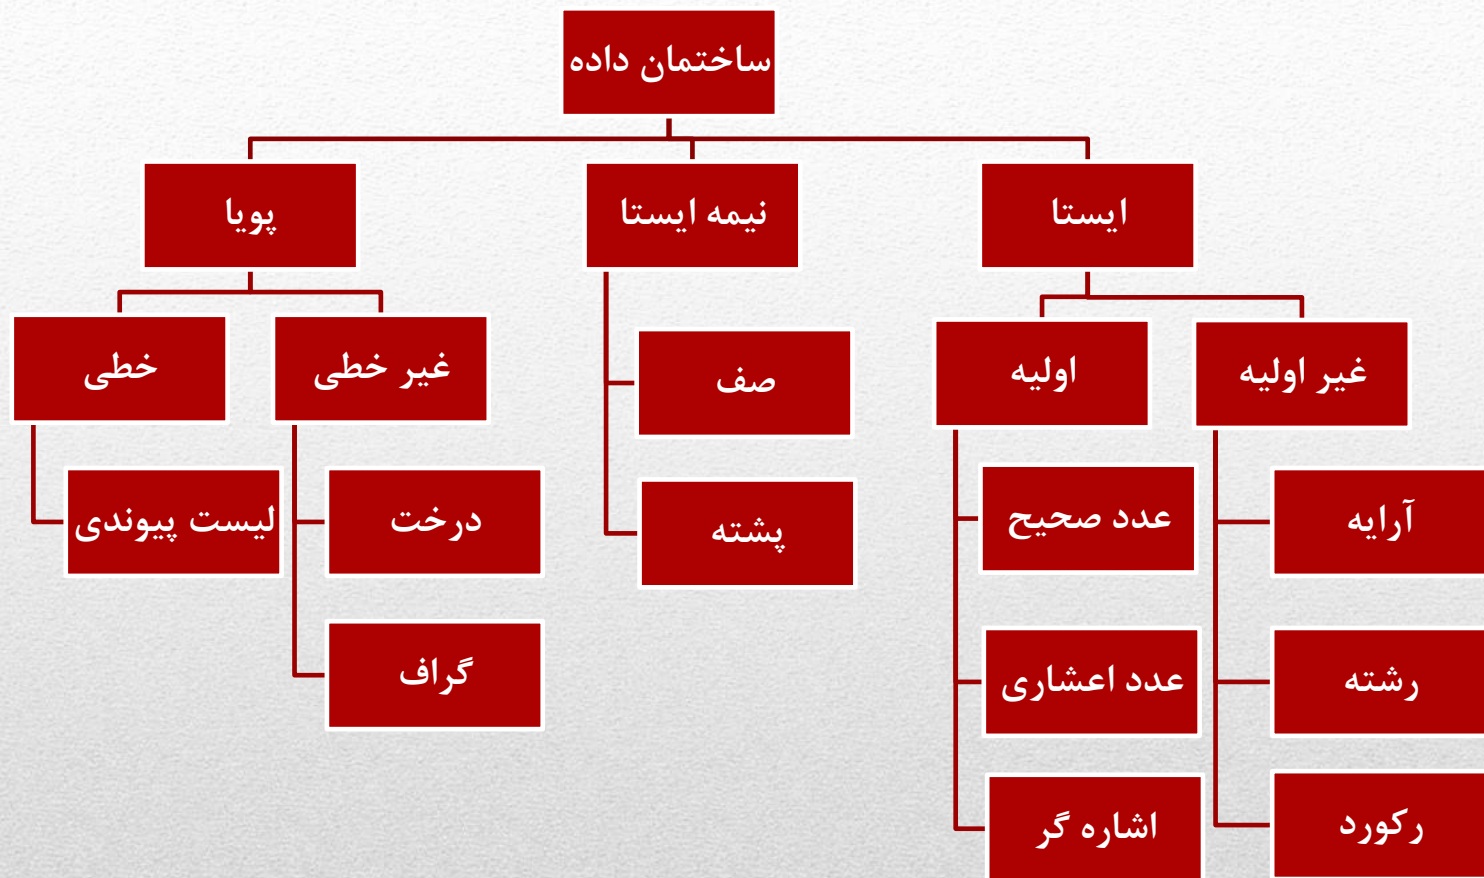 ساختمان داده
ایستا
نیمه ایستا
پویا
غیر اولیه
اولیه
غیر خطی
خطی
صف
پشته
آرایه
رشته
رکورد
عدد صحیح
عدد اعشاری
اشاره گر
درخت
گراف
لیست پیوندی